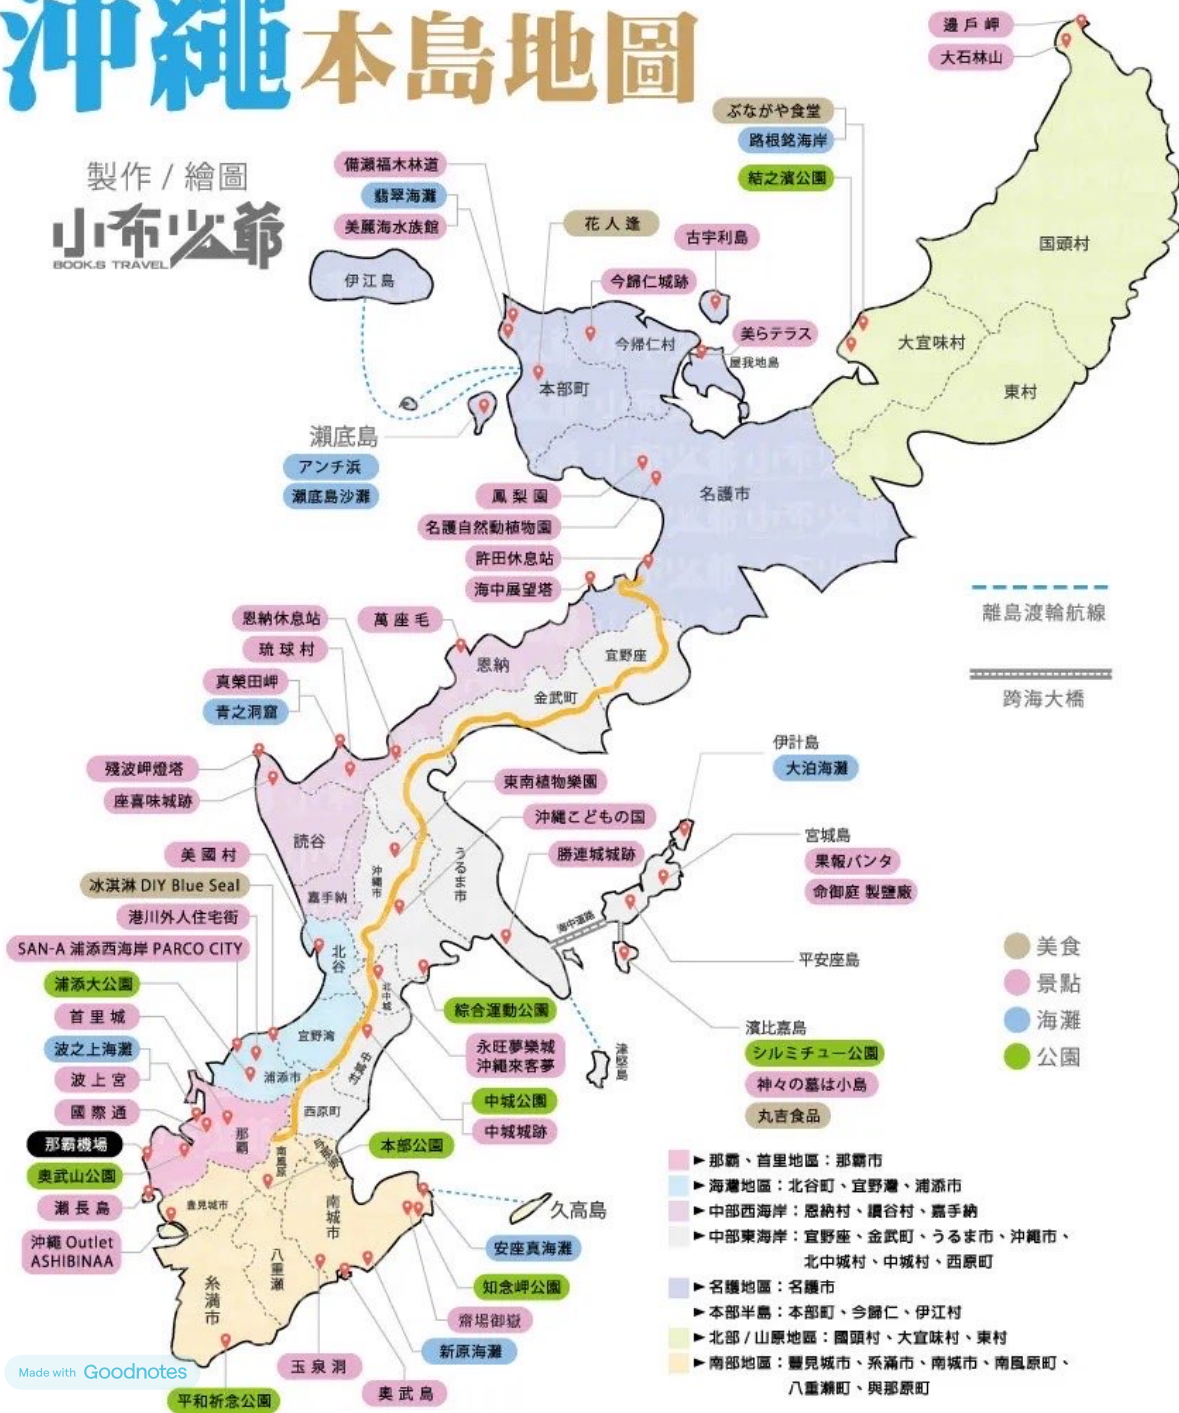 沖繩本島地圖
製作 / 繪圖
小布少爺
BOOK.S TRAVEL
邊戶岬
大石林山
ぶながや食堂
路根銘海岸
結之濱公園
備瀨福木林道
翡翠海灘
美麗海水族館
花人逢
古宇利島
今歸仁城跡
美らテラス
伊江島
国頭村
大宜味村
東村
今帰仁村
屋我地島
本部町
瀨底島
アンチ浜
瀨底島沙灘
鳳梨園
名護自然動植物園
名護市
許田休息站
海中展望塔
離島渡輪航線
跨海大橋
恩納休息站
萬座毛
琉球村
真榮田岬
青之洞窟
恩納
宜野座
金武町
殘波岬燈塔
座喜味城跡
東南植物樂園
沖縄こどもの国
勝連城城跡
伊計島
大泊海灘
宮城島
果報バンタ
命御庭 製鹽廠
平安座島
海中道路
濱比嘉島
シルミチュー公園
神々の墓は小島
丸吉食品
読谷
嘉手納
沖繩市
うるま市
美國村
冰淇淋 DIY Blue Seal
港川外人住宅街
SAN-A 浦添西海岸 PARCO CITY
浦添大公園
首里城
波之上海灘
波上宮
國際通
那霸機場
奧武山公園
瀨長島
沖繩 Outlet
ASHIBINAA
北谷
北中城
宜野灣
中城村
浦添市
西原町
那霸
南風原
与那原
綜合運動公園
永旺夢樂城
沖繩來客夢
中城公園
中城城跡
本部公園
津堅島
久高島
豊見城市
南城市
八重瀨
糸満市
安座真海灘
知念岬公園
齋場御嶽
新原海灘
奧武島
玉泉洞
平和祈念公園
美食
景點
海灘
公園
►那霸、首里地區：那霸市
►海灣地區：北谷町、宜野灣、浦添市
►中部西海岸：恩納村、讀谷村、嘉手納
►中部東海岸：宜野座、金武町、うるま市、沖繩市、
北中城村、中城村、西原町
►名護地區：名護市
►本部半島：本部町、今歸仁、伊江村
►北部 / 山原地區：國頭村、大宜味村、東村
►南部地區：豐見城市、系滿市、南城市、南風原町、
八重瀨町、與那原町
Made with Goodnotes